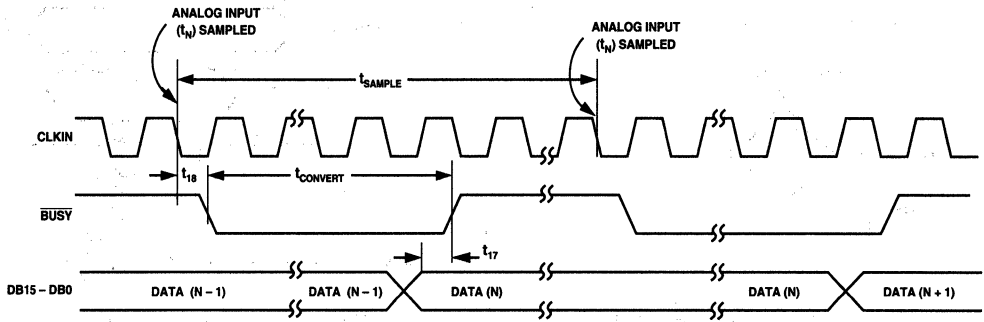 ANALOG INPUT
(tN) SAMPLED
ANALOG INPUT
(tN) SAMPLED
tSAMPLE
CLKIN
t18
tCONVERT
BUSY
t17
DB15 – DB0
DATA (N – 1)
DATA (N – 1)
DATA (N)
DATA (N)
DATA (N + 1)